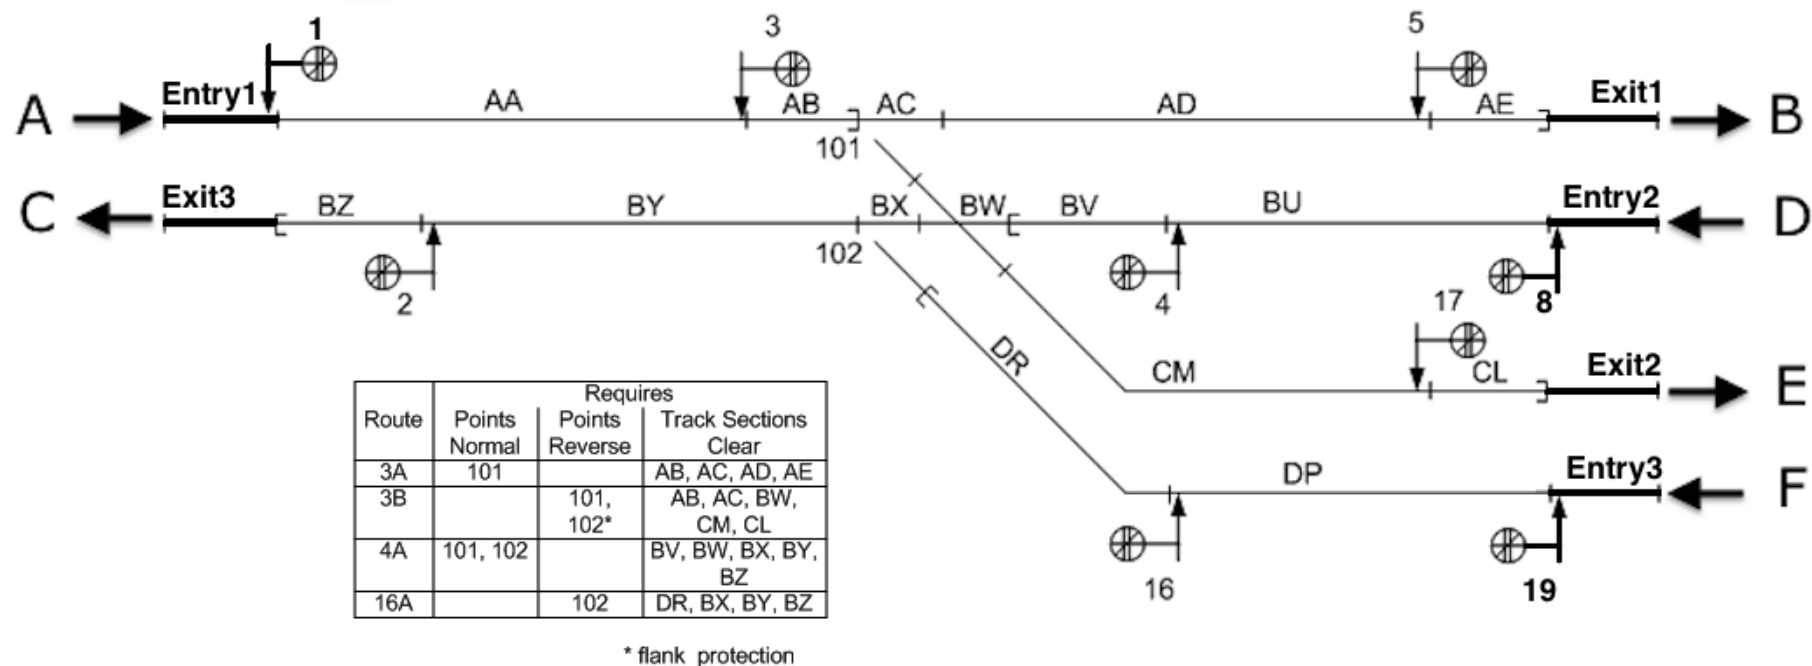 1
3
5
A
Entry1
AA
AB
AC
AD
AE
Exit1
B
101
C
Exit3
BZ
BY
BX
BW
BV
BU
Entry2
D
102
2
4
8
17
DR
CM
CL
Exit2
E
DP
Entry3
F
16
19
Requires
Route Points Points Track Sections
Normal Reverse Clear
3A 101 AB, AC, AD, AE
3B 101, AB, AC, BW,
102* CM, CL
4A 101, 102 BV, BW, BX, BY,
BZ
16A 102 DR, BX, BY, BZ
* flank protection